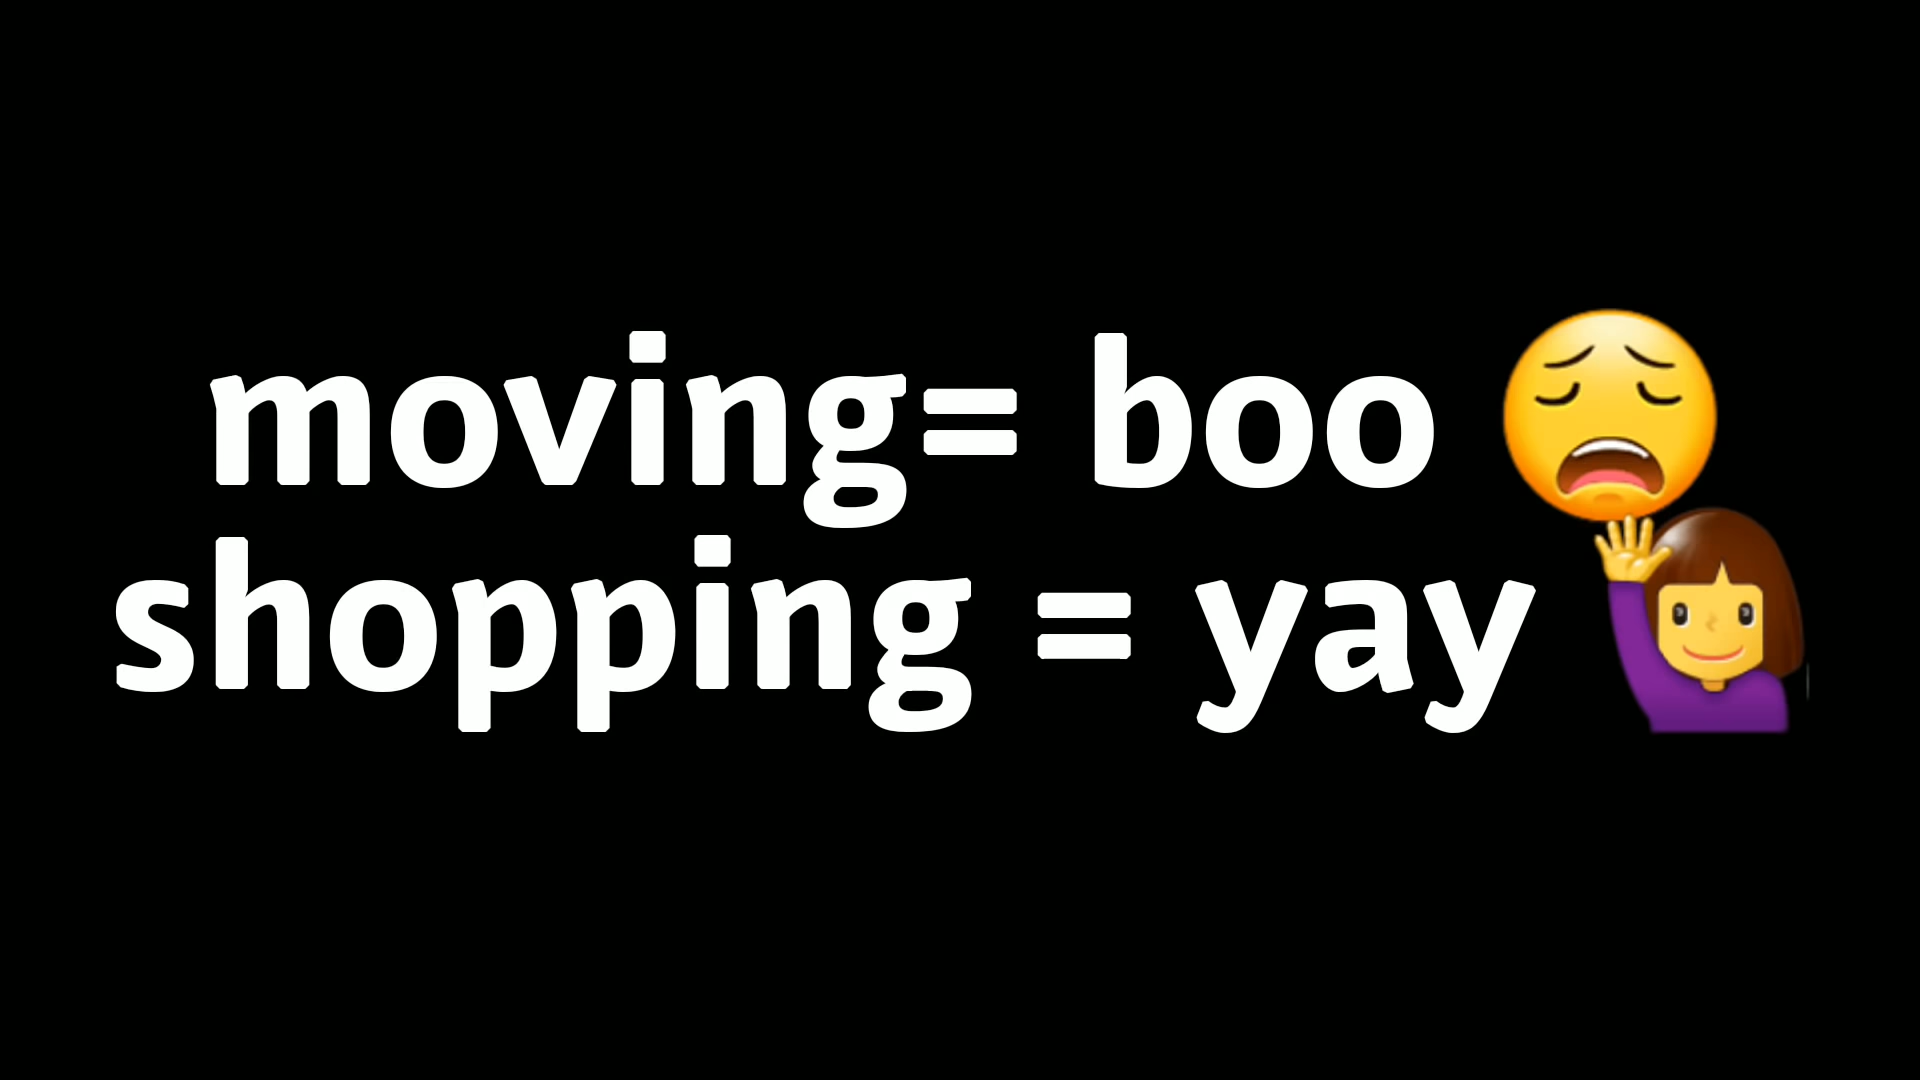 moving= boo 😩
shopping = yay🙋‍♀️